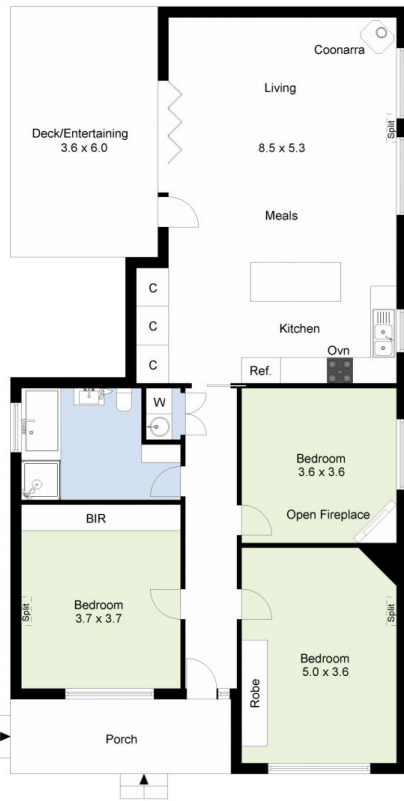 Coonarra
Living
Split
Deck/Entertaining
3.6 x 6.0
8.5 x 5.3
Meals
C
C
C
Kitchen
Ovn
Ref.
W
Bedroom
3.6 x 3.6
Open Fireplace
BIR
Split
Bedroom
3.7 x 3.7
Split
Bedroom
5.0 x 3.6
Robe
Porch